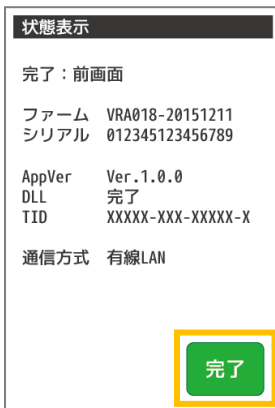 状態表示
完了：前画面
ファーム VRA018-20151211
シリアル 012345123456789
AppVer Ver.1.0.0
DLL 完了
TID XXXXX-XXX-XXXXX-X
通信方式 有線LAN
完了